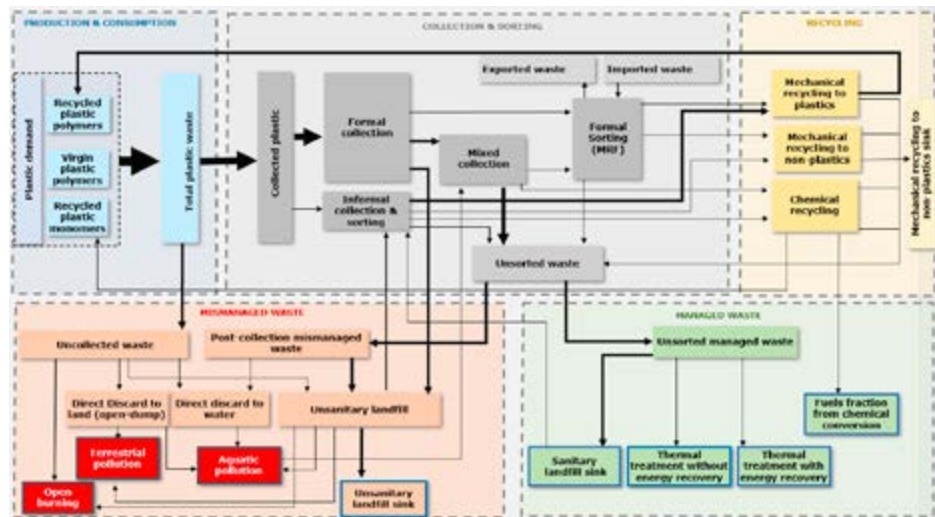 PRODUCTION & CONSUMPTION
COLLECTION & SORTING
RECYCLING
Plastic demand
Recycled
plastic
polymers
Virgin
plastic
polymers
Recycled
plastic
monomers
Total plastic waste
Collected plastic
Formal
collection
Informal
collection &
sorting
Mixed
collection
Exported waste
Imported waste
Formal
Sorting
(MRF)
Unsorted waste
Mechanical
recycling to
plastics
Mechanical
recycling to
non plastics
Chemical
recycling
Mechanical recycling to
non-plastics sink
MISMANAGED WASTE
Uncollected waste
Post collection mismanaged
waste
Direct Discard to
land (open-dump)
Direct discard to
water
Unsanitary landfill
Terrestrial
pollution
Aquatic
pollution
Open
burning
Unsanitary
landfill sink
MANAGED WASTE
Unsorted managed waste
Fuels fraction
from chemical
conversion
Sanitary
landfill sink
Thermal
treatment without
energy recovery
Thermal
treatment with
energy recovery